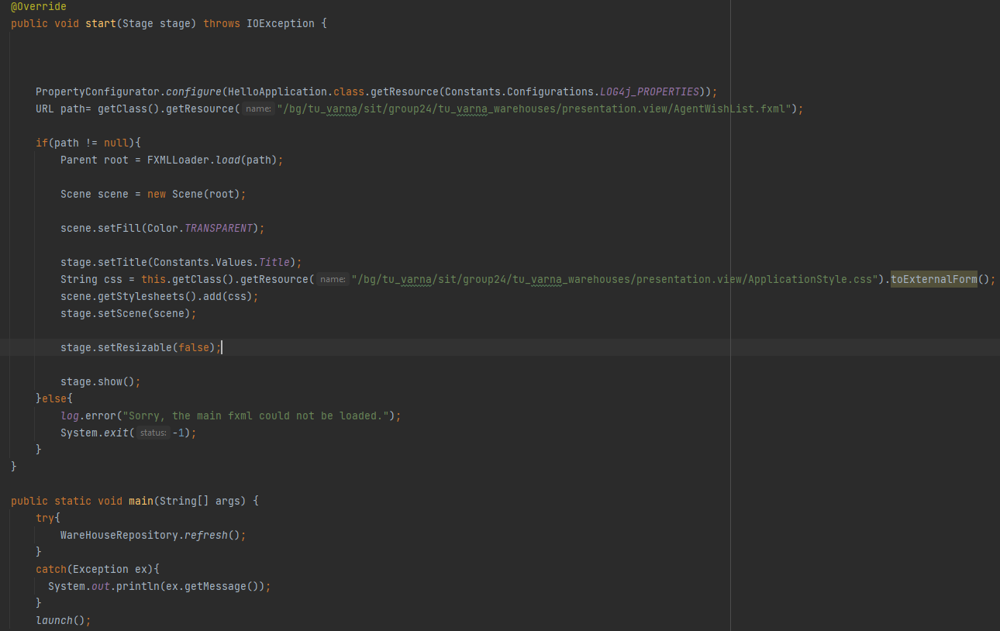 @Override
public void start(Stage stage) throws IOException {
PropertyConfigurator.configure(HelloApplication.class.getResource(Constants.Configurations.LOG4j_PROPERTIES));
URL path= getClass().getResource( name: "/bg/tu_varna/sit/group24/tu_varna_warehouses/presentation.view/AgentWishList.fxml");
if(path != null){
Parent root = FXMLLoader.load(path);
Scene scene = new Scene(root);
scene.setFill(Color.TRANSPARENT);
stage.setTitle(Constants.Values.Title);
String css = this.getClass().getResource( name: "/bg/tu_varna/sit/group24/tu_varna_warehouses/presentation.view/ApplicationStyle.css").toExternalForm();
scene.getStylesheets().add(css);
stage.setScene(scene);
stage.setResizable(false);
stage.show();
}else{
log.error("Sorry, the main fxml could not be loaded.");
System.exit( status: -1);
}
}
public static void main(String[] args) {
try{
WareHouseRepository.refresh();
}
catch(Exception ex){
System.out.println(ex.getMessage());
}
launch();